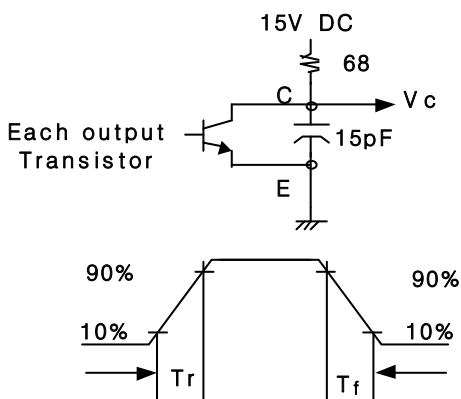 15V DC
68
C
Vc
Each output
Transistor
15pF
E
90%
90%
10%
10%
Tr
Tf